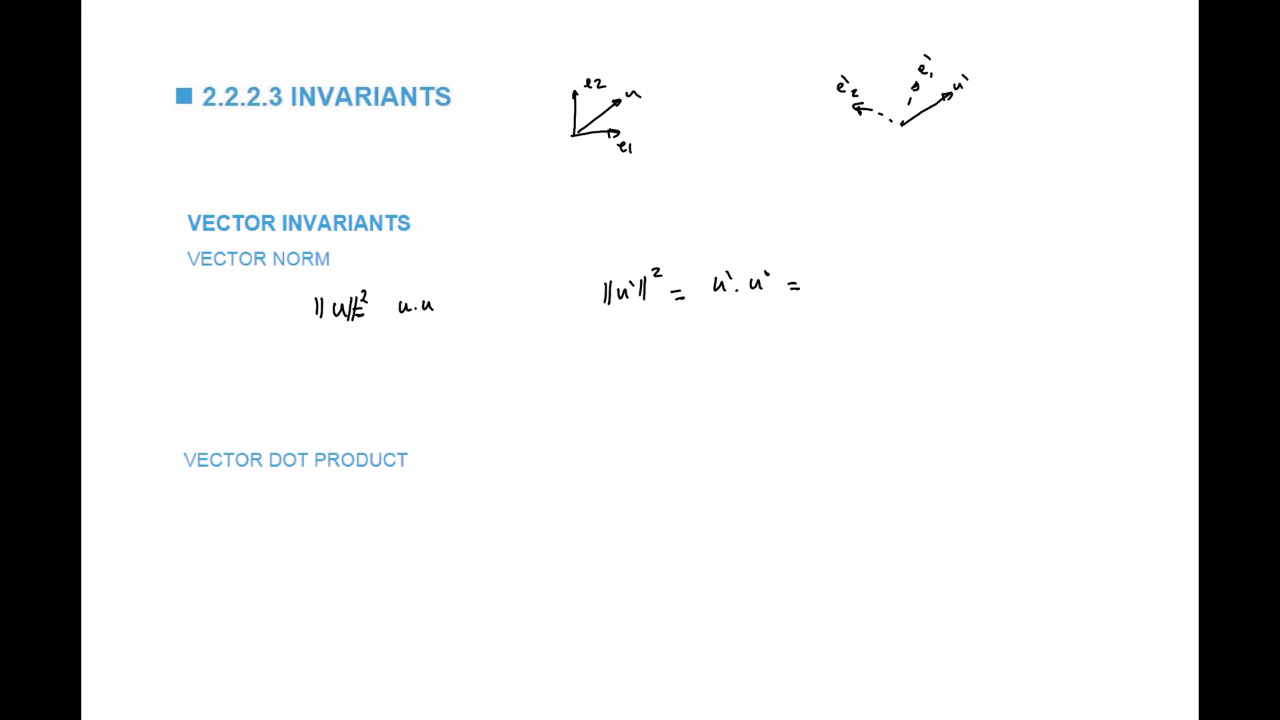 2.2.2.3 INVARIANTS
e2
u
e1
e`2
e`1
u`
VECTOR INVARIANTS
VECTOR NORM
||u||² = u.u
||u`||² = u`. u` =
VECTOR DOT PRODUCT